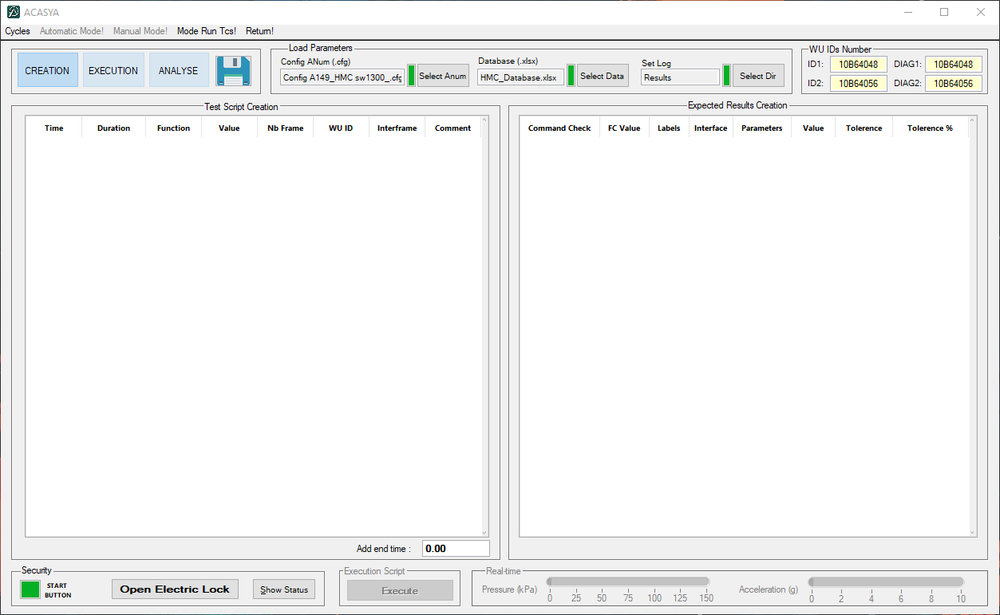 ACASYA
Cycles Automatic Mode! Manual Mode! Mode Run Tcs! Return!
CREATION EXECUTION ANALYSE
Load Parameters
Config ANum (.cfg) Database (.xlsx) Set Log
Config A149_HMC sw1300_.cfg Select Anum HMC_Database.xlsx Select Data Results Select Dir
WU IDs Number
ID1: 10B64048 DIAG1: 10B64048
ID2: 10B64056 DIAG2: 10B64056
Test Script Creation
Time Duration Function Value Nb Frame WU ID Interframe Comment
Add end time : 0.00
Expected Results Creation
Command Check FC Value Labels Interface Parameters Value Tolerence Tolerence %
Security
START
BUTTON
Open Electric Lock Show Status
Execution Script
Execute
Real-time
Pressure (kPa)
0 25 50 75 100 125 150
Acceleration (g)
0 2 4 6 8 10